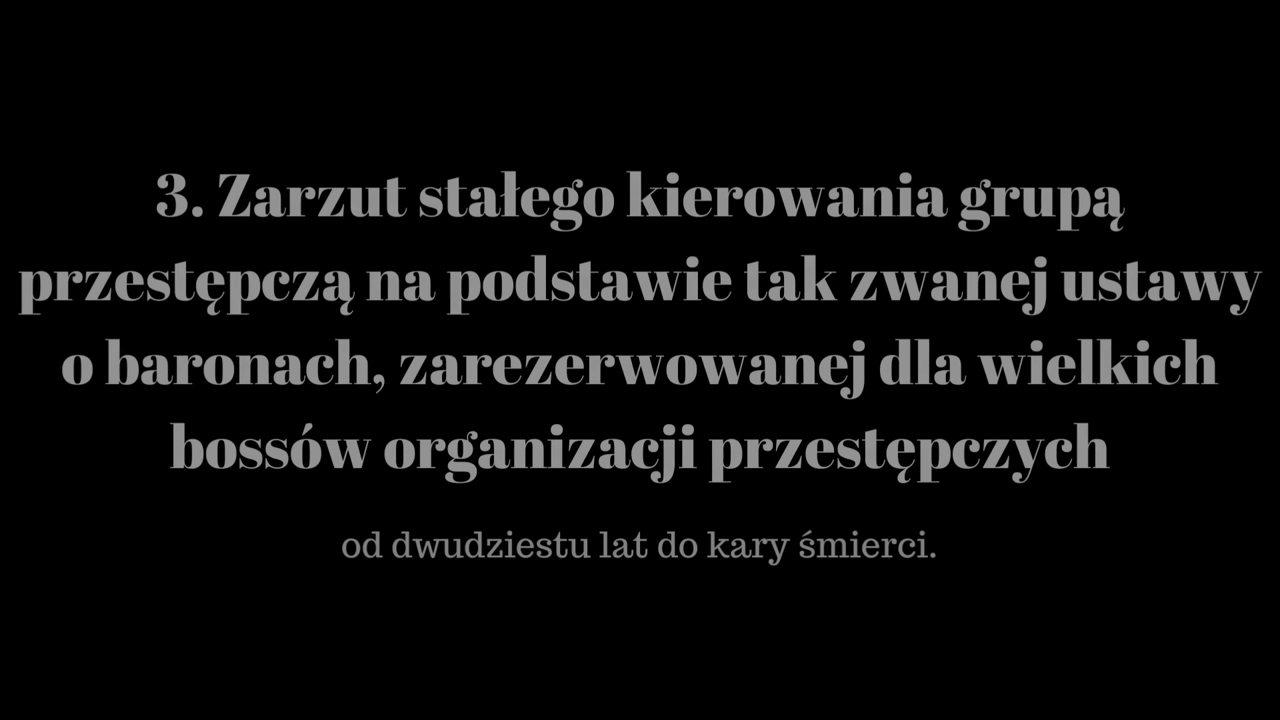 3. Zarzut stałego kierowania grupą
przestępczą na podstawie tak zwanej ustawy
o baronach, zarezerwowanej dla wielkich
bossów organizacji przestępczych
od dwudziestu lat do kary śmierci.